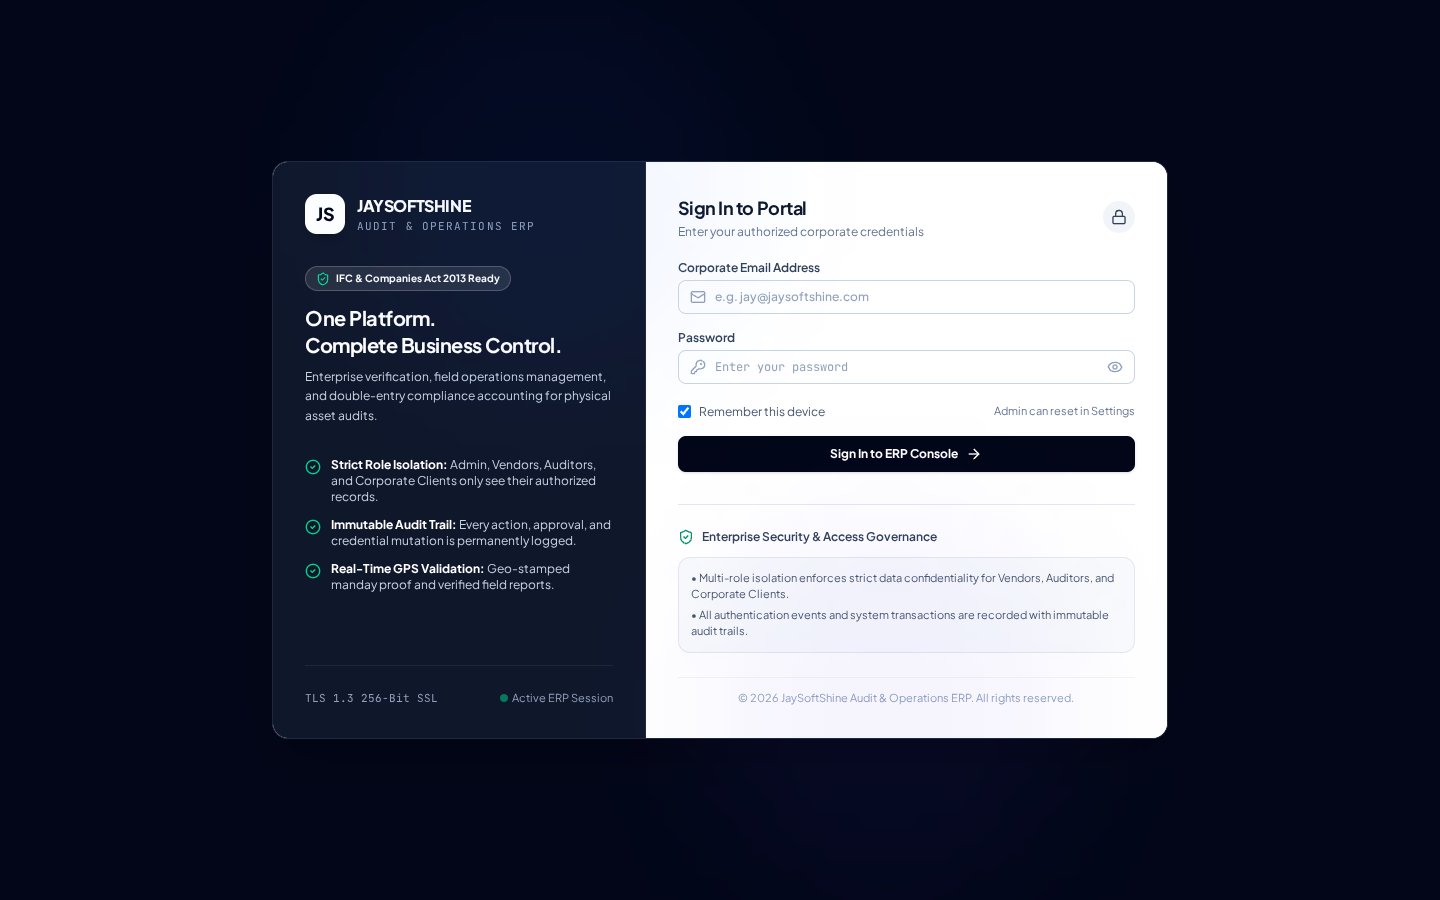 JS
JAYSOFTSHINE
AUDIT & OPERATIONS ERP
IFC & Companies Act 2013 Ready
One Platform.
Complete Business Control.
Enterprise verification, field operations management,
and double-entry compliance accounting for physical
asset audits.
Strict Role Isolation: Admin, Vendors, Auditors,
and Corporate Clients only see their authorized
records.
Immutable Audit Trail: Every action, approval, and
credential mutation is permanently logged.
Real-Time GPS Validation: Geo-stamped
manday proof and verified field reports.
TLS 1.3 256-Bit SSL
Active ERP Session
Sign In to Portal
Enter your authorized corporate credentials
Corporate Email Address
e.g. jay@jaysoftshine.com
Password
Enter your password
Remember this device
Admin can reset in Settings
Sign In to ERP Console
Enterprise Security & Access Governance
• Multi-role isolation enforces strict data confidentiality for Vendors, Auditors, and
Corporate Clients.
• All authentication events and system transactions are recorded with immutable
audit trails.
© 2026 JaySoftShine Audit & Operations ERP. All rights reserved.